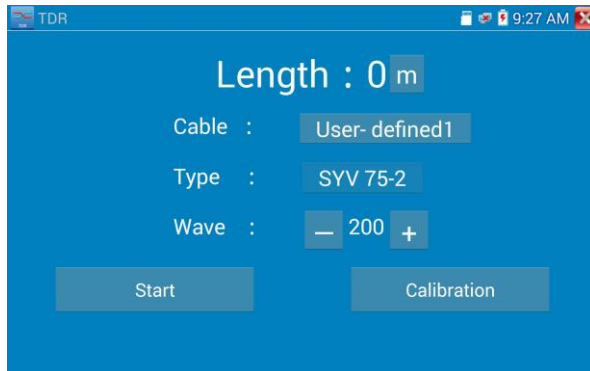 TDR 9:27 AM
Length : 0 m
Cable : User- defined1
Type : SYV 75-2
Wave : — 200 +
Start Calibration